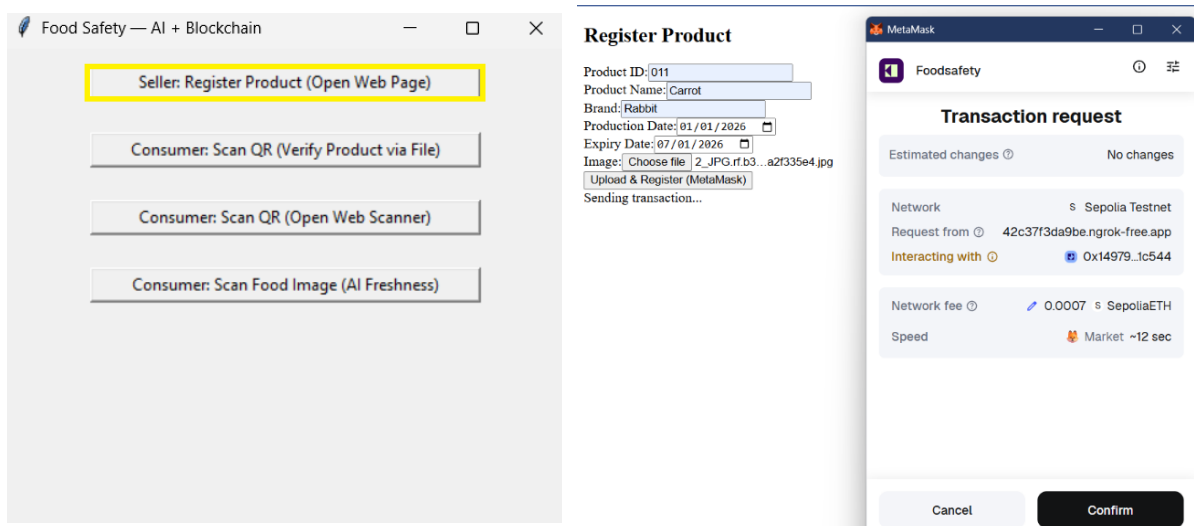 Food Safety — AI + Blockchain
Seller: Register Product (Open Web Page)
Consumer: Scan QR (Verify Product via File)
Consumer: Scan QR (Open Web Scanner)
Consumer: Scan Food Image (AI Freshness)
Register Product
Product ID: 011
Product Name: Carrot
Brand: Rabbit
Production Date: 01/01/2026
Expiry Date: 07/01/2026
Image: Choose file 2_JPG.rf.b3...a2f335e4.jpg
Upload & Register (MetaMask)
Sending transaction...
MetaMask
Foodsafety
Transaction request
Estimated changes No changes
Network S Sepolia Testnet
Request from 42c37f3da9be.ngrok-free.app
Interacting with 0x14979...1c544
Network fee 0.0007 S SepoliaETH
Speed Market ~12 sec
Cancel Confirm